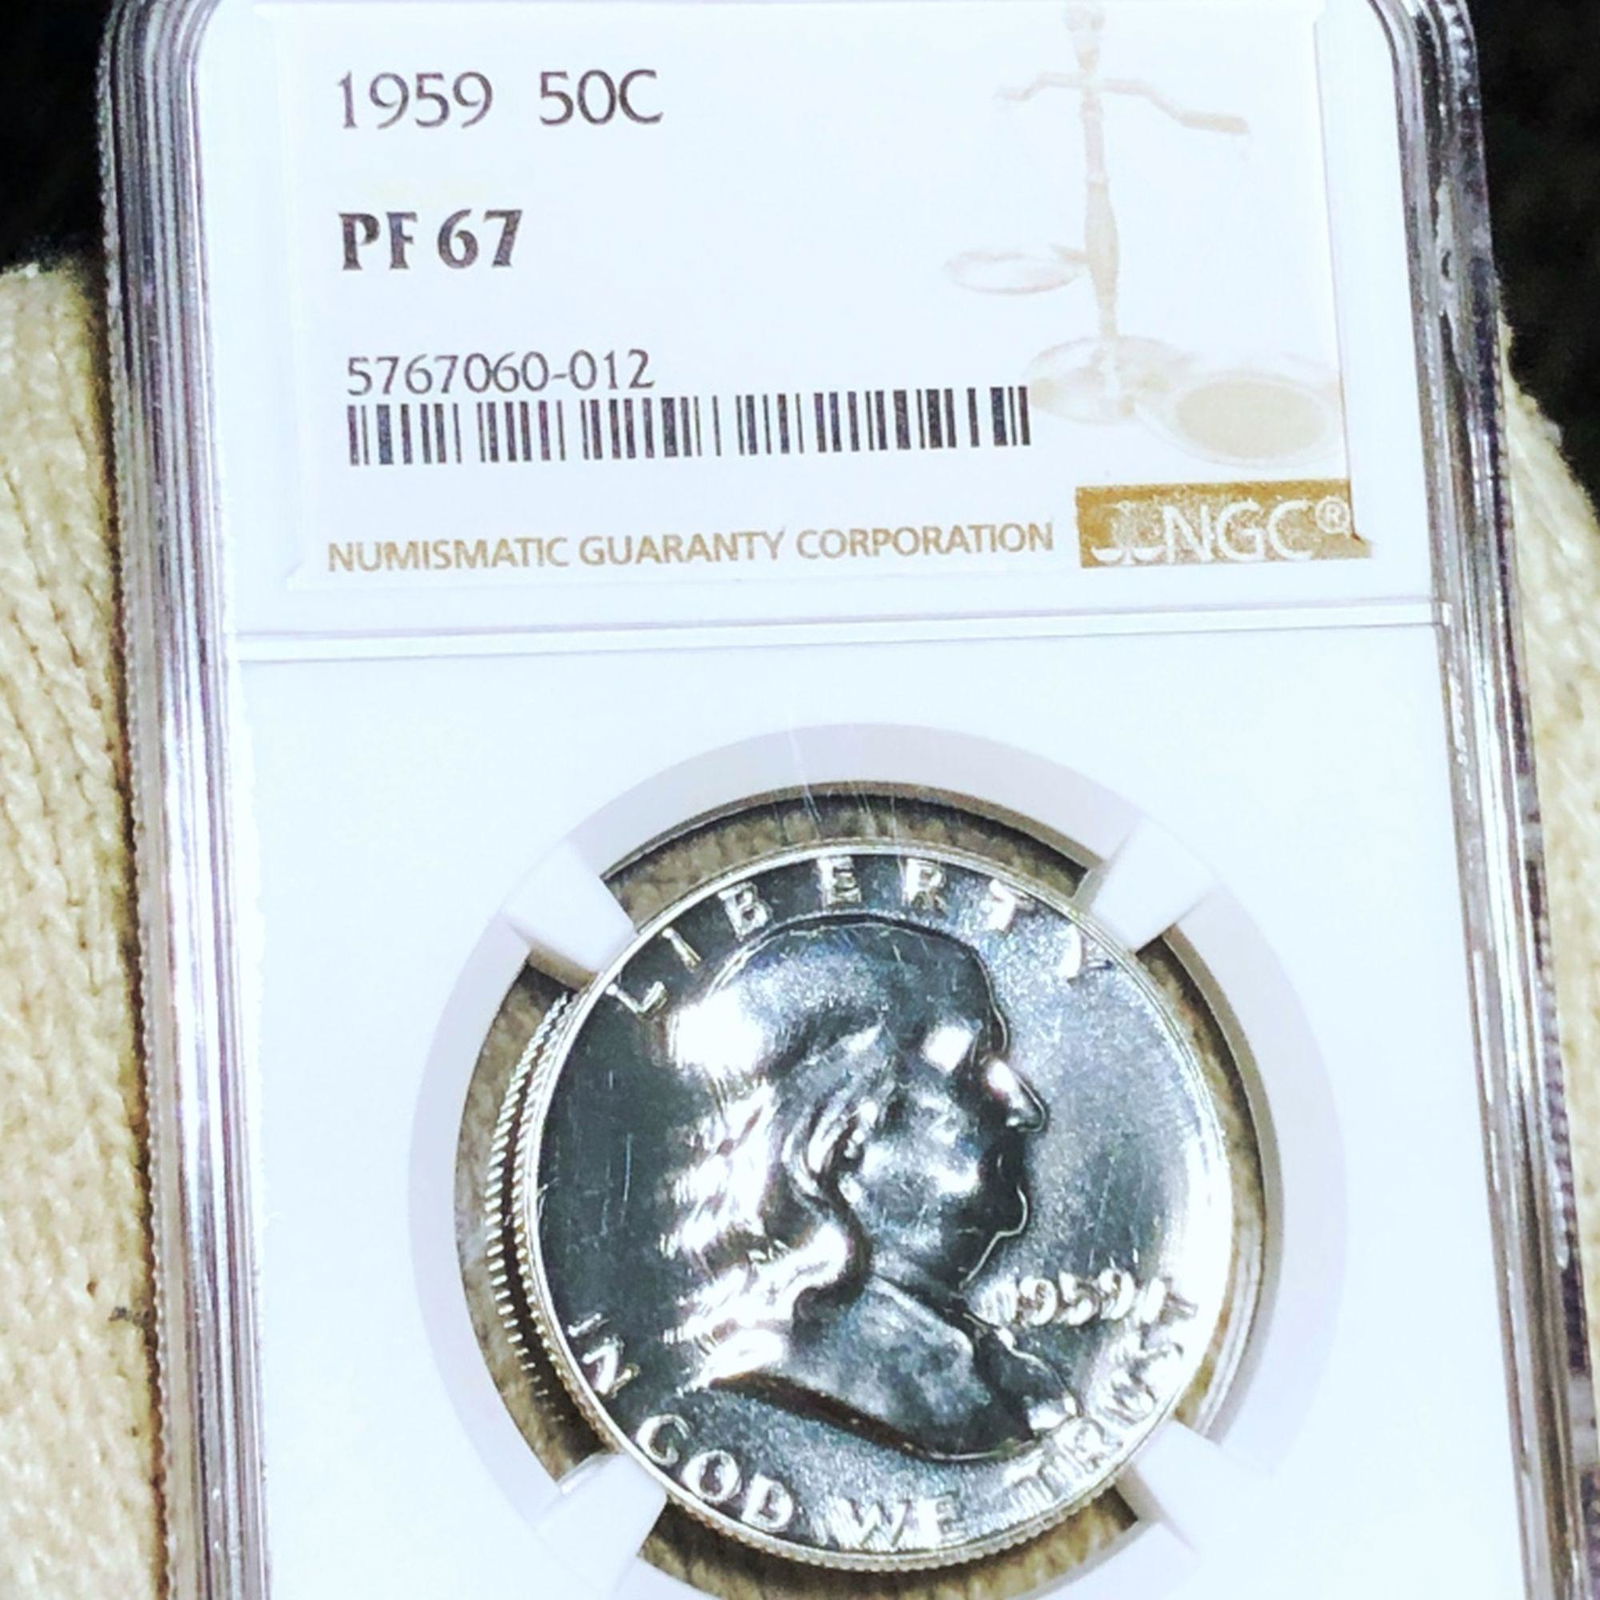 1959 50C
PF 67
5767060-012
NUMISMATIC GUARANTY CORPORATION NGC®
LIBERTY
1959
IN GOD WE TRUST